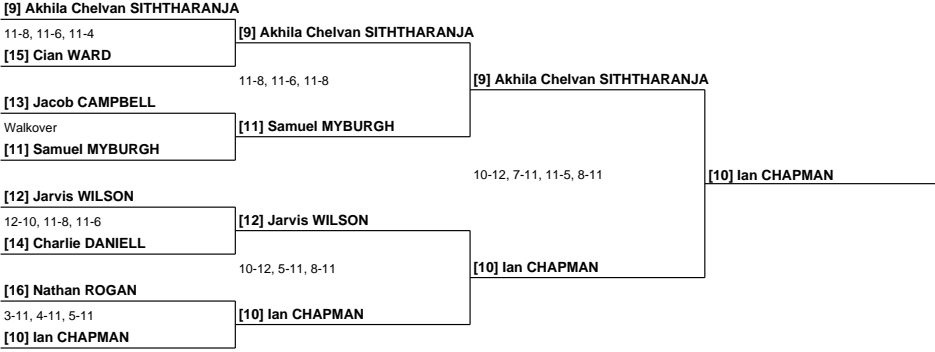 [9] Akhila Chelvan SITHTHARANJA
11-8, 11-6, 11-4
[15] Cian WARD
[9] Akhila Chelvan SITHTHARANJA
11-8, 11-6, 11-8
[13] Jacob CAMPBELL
Walkover
[11] Samuel MYBURGH
[11] Samuel MYBURGH
[9] Akhila Chelvan SITHTHARANJA
10-12, 7-11, 11-5, 8-11
[10] Ian CHAPMAN
[12] Jarvis WILSON
12-10, 11-8, 11-6
[14] Charlie DANIELL
[12] Jarvis WILSON
10-12, 5-11, 8-11
[10] Ian CHAPMAN
[16] Nathan ROGAN
3-11, 4-11, 5-11
[10] Ian CHAPMAN
[10] Ian CHAPMAN